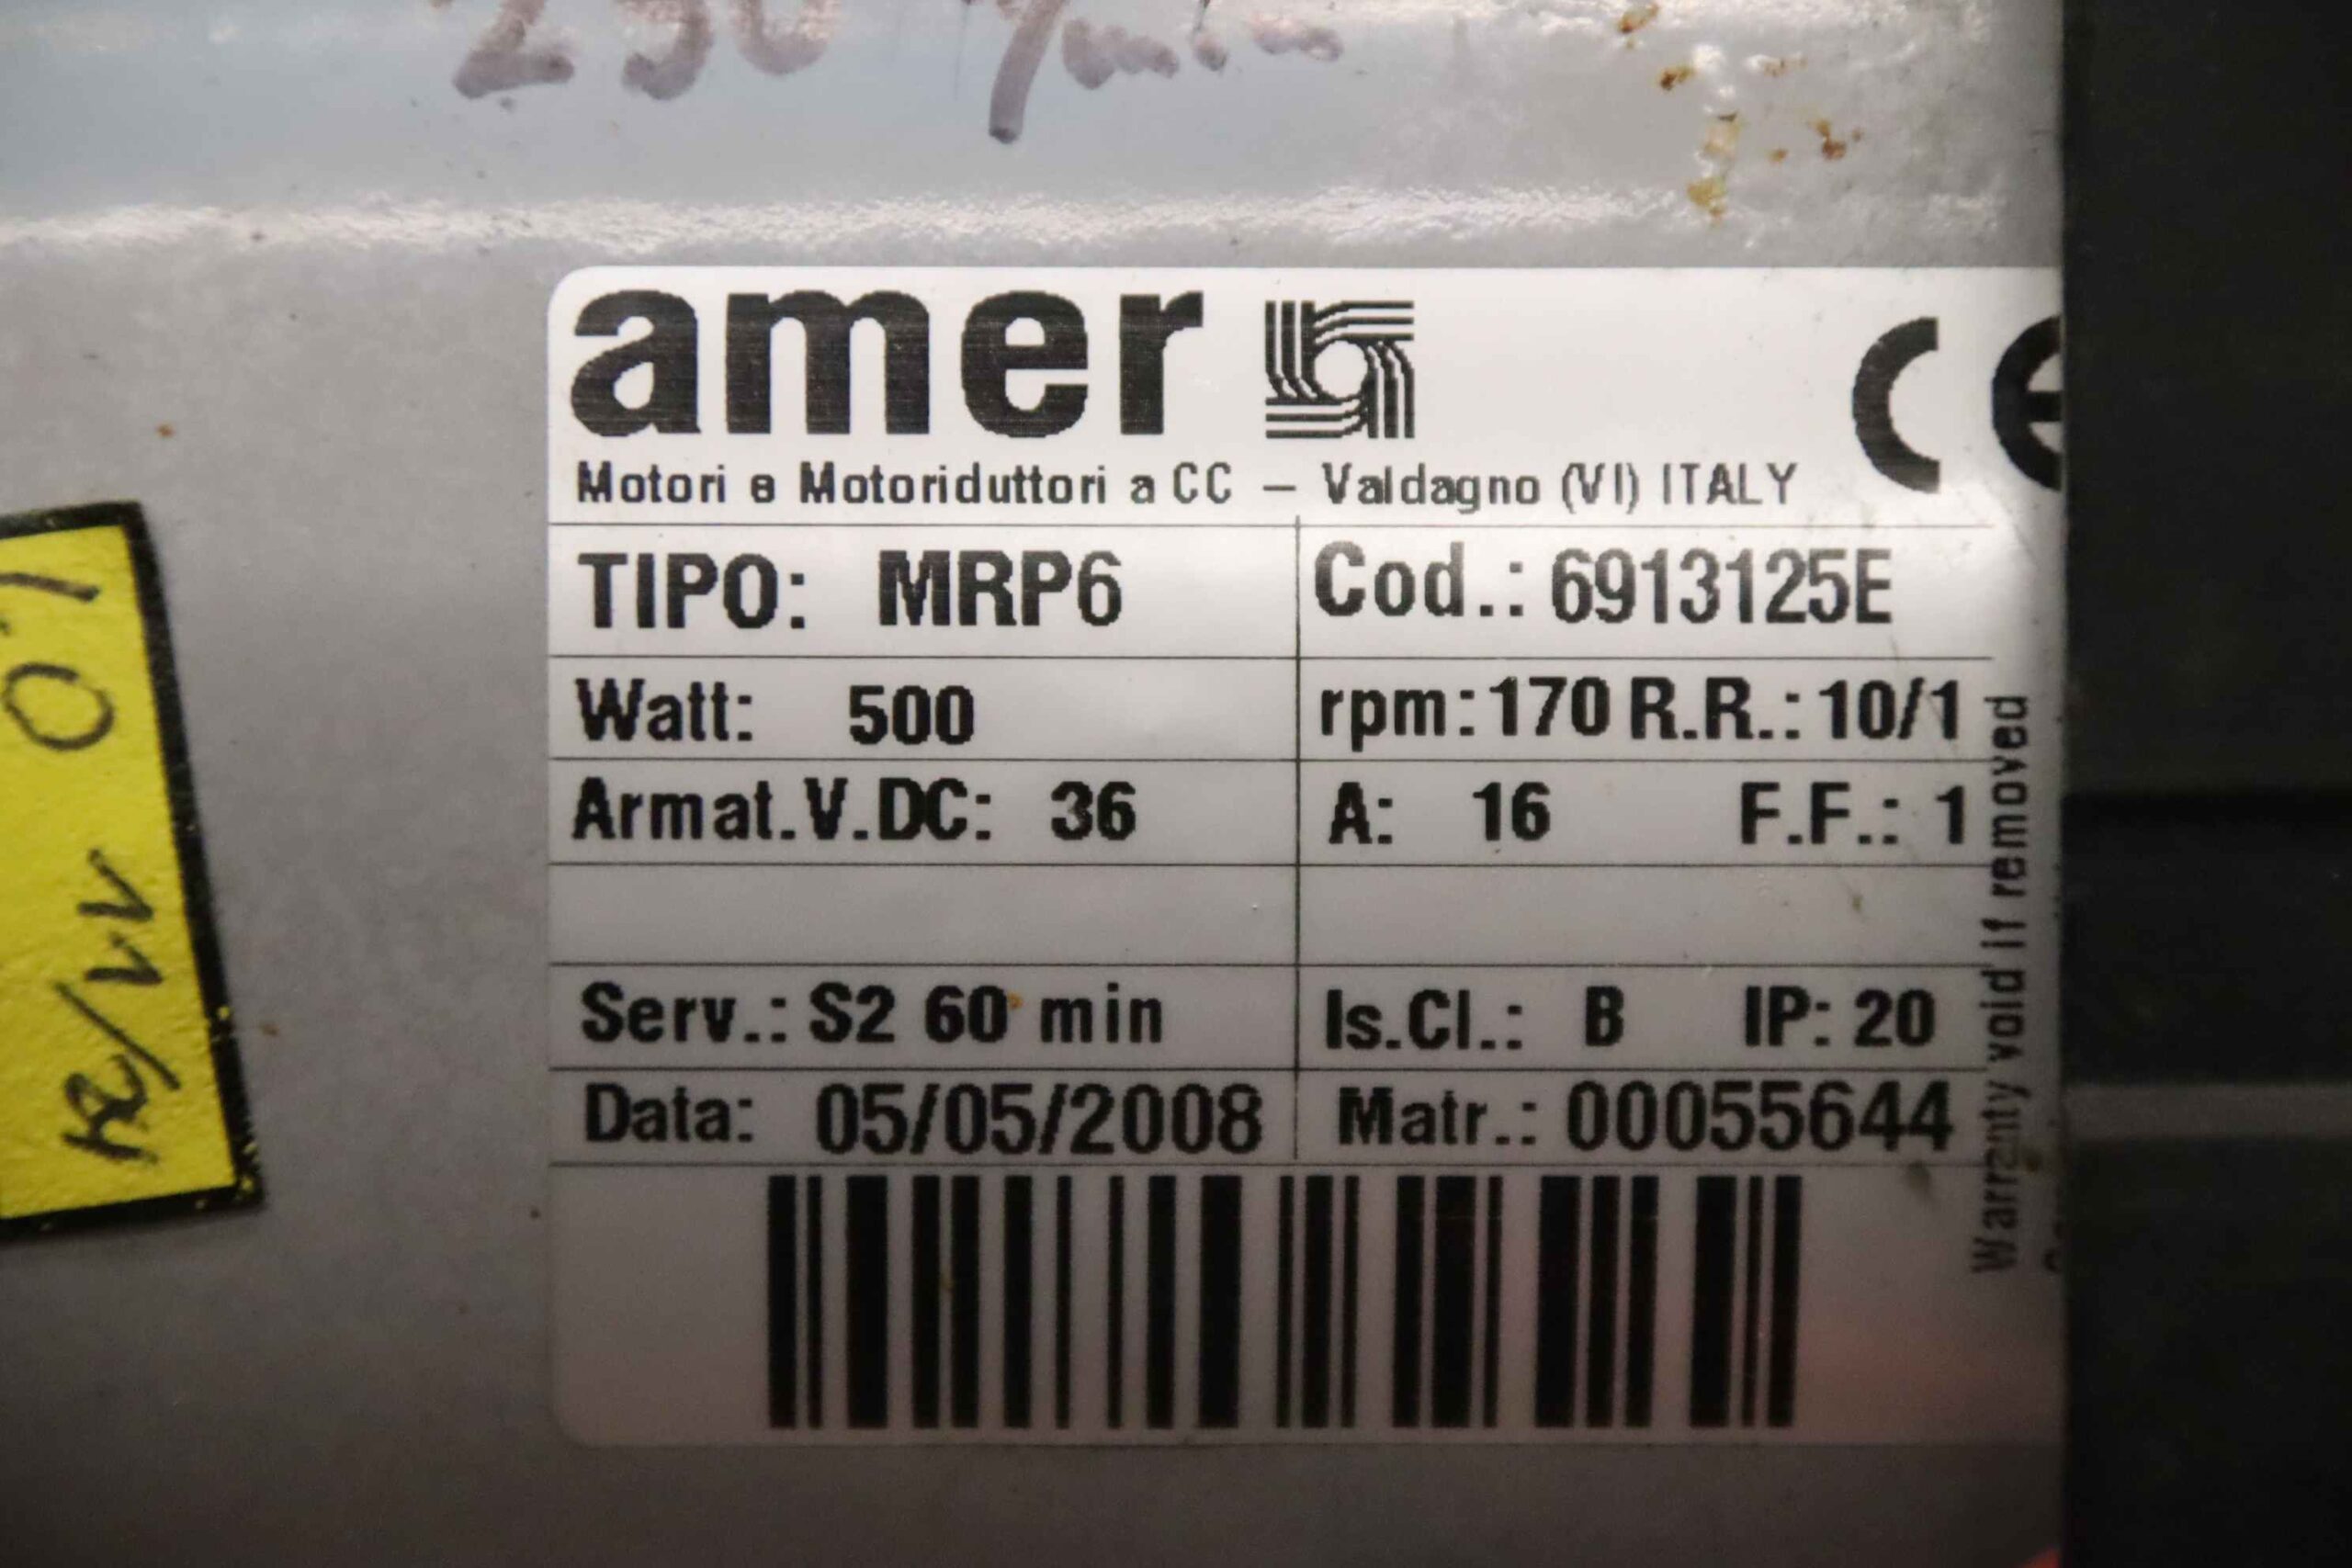 amer
CE
Motori e Motoriduttori a CC – Valdagno (VI) ITALY
TIPO: MRP6 Cod.: 6913125E
Watt: 500 rpm: 170 R.R.: 10/1
Armat.V.DC: 36 A: 16 F.F.: 1
Serv.: S2 60 min Is.Cl.: B IP: 20
Data: 05/05/2008 Matr.: 00055644
Warranty void if removed